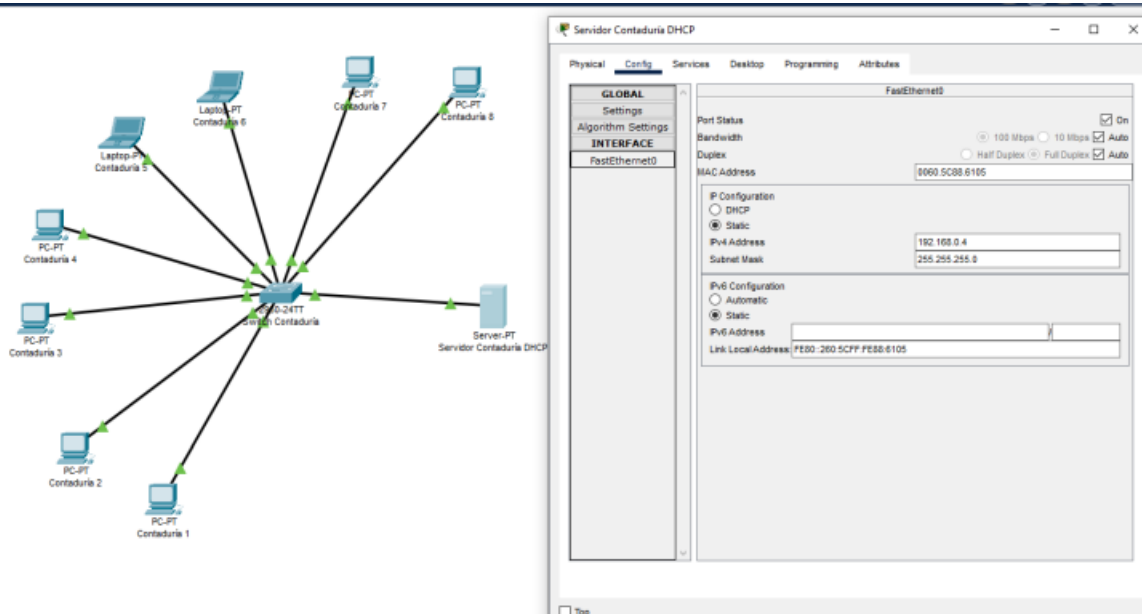 Laptop-PT
Contaduría 6
C-PT
Contaduría 7
PC-PT
Contaduría 8
Laptop-PT
Contaduría 5
PC-PT
Contaduría 4
PC-PT
Contaduría 3
PC-PT
Contaduría 2
PC-PT
Contaduría 1
2960-24TT
Switch Contaduría
Server-PT
Servidor Contaduría DHCP
Servidor Contaduría DHCP
Physical Config Services Desktop Programming Attributes
GLOBAL
Settings
Algorithm Settings
INTERFACE
FastEthernet0
FastEthernet0
Port Status On
Bandwidth 100 Mbps 10 Mbps Auto
Duplex Half Duplex Full Duplex Auto
MAC Address 0060.5C88.6105
IP Configuration
DHCP
Static
IPv4 Address 192.168.0.4
Subnet Mask 255.255.255.0
IPv6 Configuration
Automatic
Static
IPv6 Address /
Link Local Address: FE80::260:5CFF:FE88:6105
Top